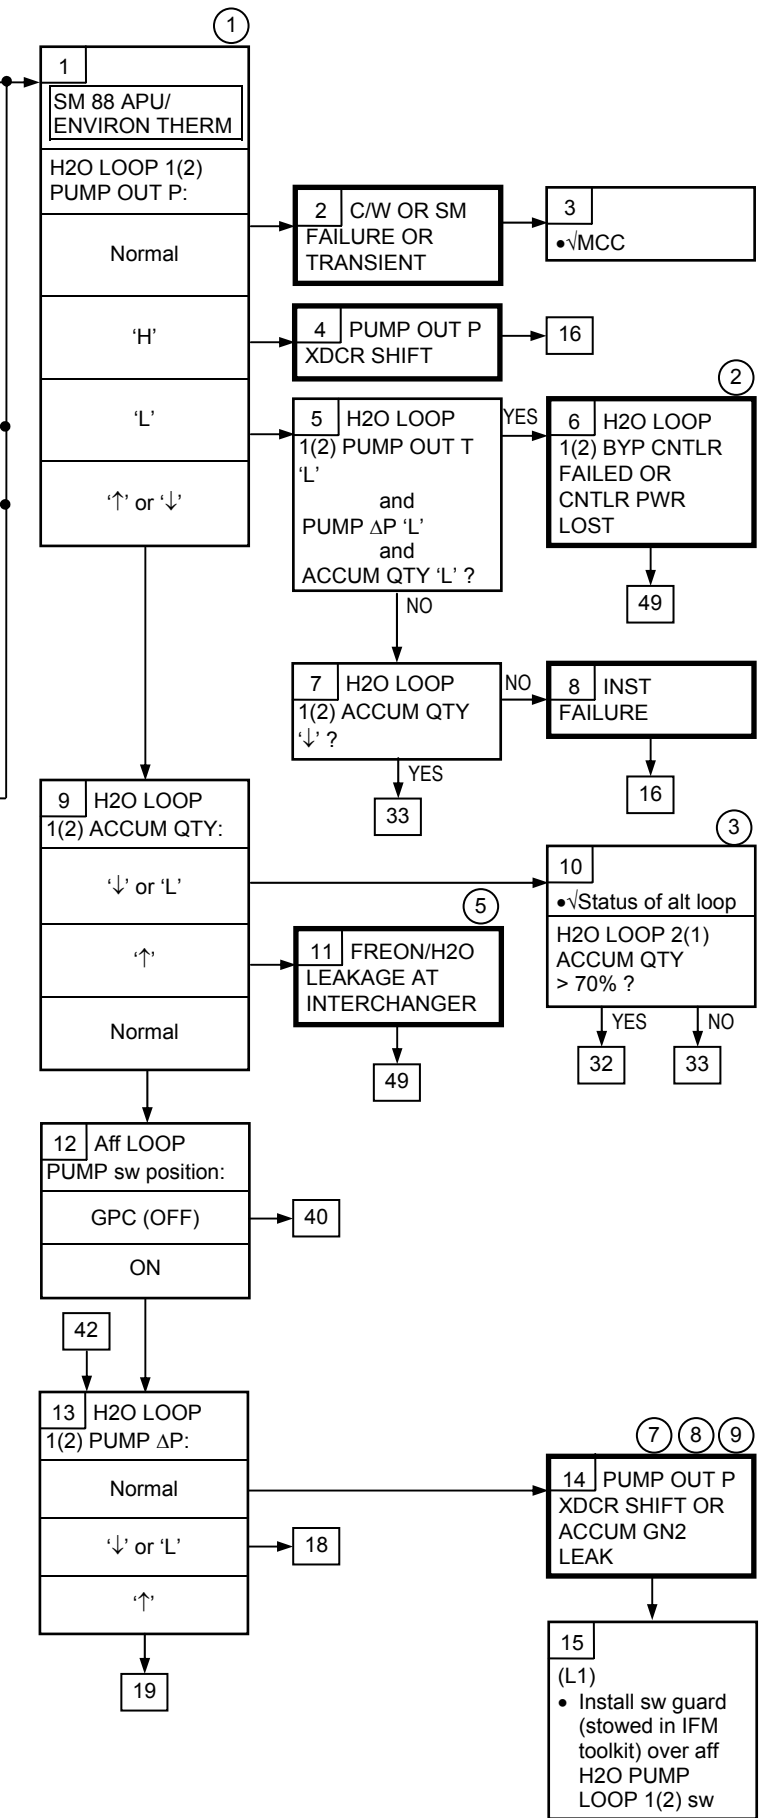 1
1
SM 88 APU/
ENVIRON THERM
H2O LOOP 1(2)
PUMP OUT P:
Normal
'H'
'L'
'↑' or '↓'
2 C/W OR SM
FAILURE OR
TRANSIENT
3
•√MCC
4 PUMP OUT P
XDCR SHIFT
16
5 H2O LOOP
1(2) PUMP OUT T
'L'
and
PUMP ∆P 'L'
and
ACCUM QTY 'L' ?
YES
NO
2
6 H2O LOOP
1(2) BYP CNTLR
FAILED OR
CNTLR PWR
LOST
49
7 H2O LOOP
1(2) ACCUM QTY
'↓' ?
NO
YES
33
8 INST
FAILURE
16
9 H2O LOOP
1(2) ACCUM QTY:
'↓' or 'L'
'↑'
Normal
3
10
•√Status of alt loop
H2O LOOP 2(1)
ACCUM QTY
> 70% ?
YES
NO
32
33
5
11 FREON/H2O
LEAKAGE AT
INTERCHANGER
49
12 Aff LOOP
PUMP sw position:
GPC (OFF)
ON
40
42
13 H2O LOOP
1(2) PUMP ∆P:
Normal
'↓' or 'L'
'↑'
18
19
7 8 9
14 PUMP OUT P
XDCR SHIFT OR
ACCUM GN2
LEAK
15
(L1)
• Install sw guard
(stowed in IFM
toolkit) over aff
H2O PUMP
LOOP 1(2) sw